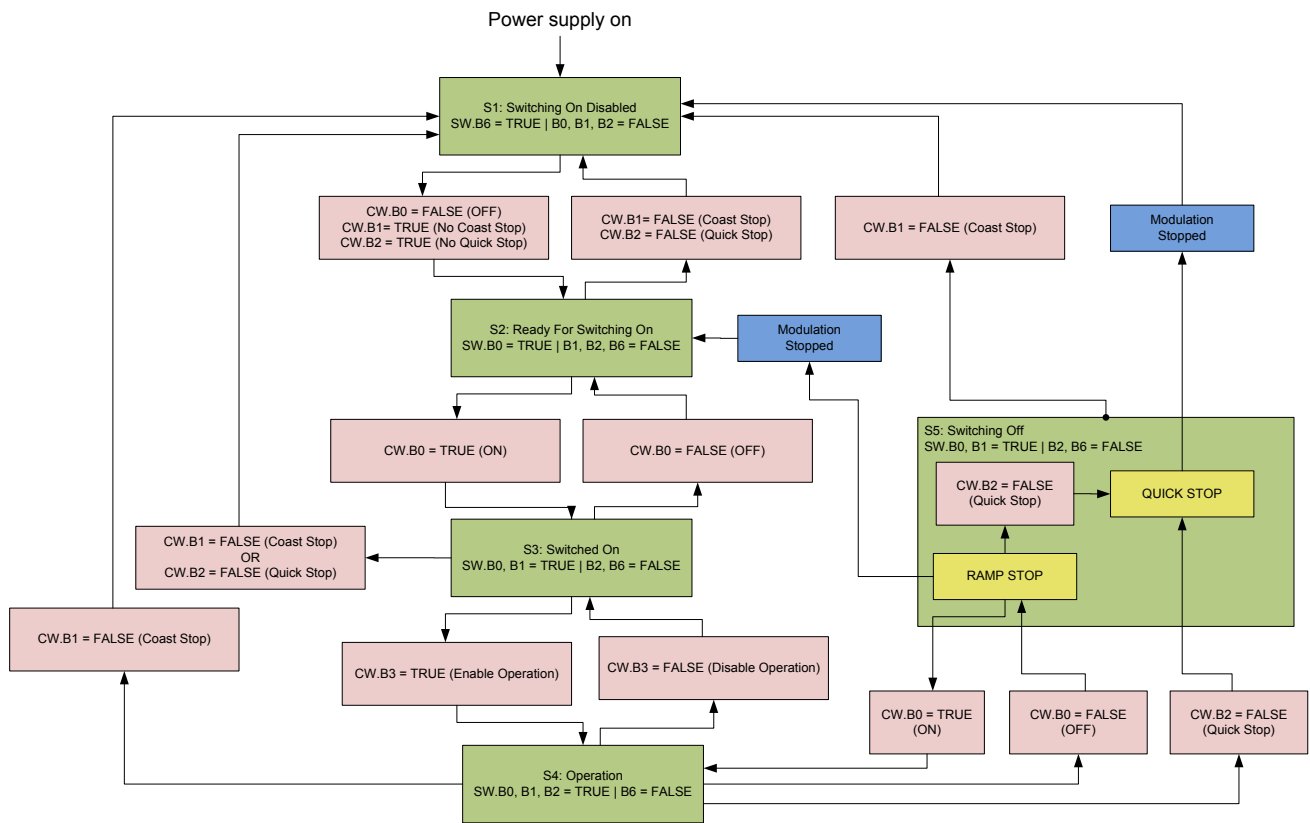 Power supply on
S1: Switching On Disabled
SW.B6 = TRUE | B0, B1, B2 = FALSE
CW.B0 = FALSE (OFF)
CW.B1= TRUE (No Coast Stop)
CW.B2 = TRUE (No Quick Stop)
CW.B1= FALSE (Coast Stop)
CW.B2 = FALSE (Quick Stop)
CW.B1 = FALSE (Coast Stop)
Modulation
Stopped
S2: Ready For Switching On
SW.B0 = TRUE | B1, B2, B6 = FALSE
Modulation
Stopped
CW.B0 = TRUE (ON)
CW.B0 = FALSE (OFF)
S5: Switching Off
SW.B0, B1 = TRUE | B2, B6 = FALSE
CW.B2 = FALSE
(Quick Stop)
QUICK STOP
RAMP STOP
CW.B1 = FALSE (Coast Stop)
OR
CW.B2 = FALSE (Quick Stop)
S3: Switched On
SW.B0, B1 = TRUE | B2, B6 = FALSE
CW.B1 = FALSE (Coast Stop)
CW.B3 = TRUE (Enable Operation)
CW.B3 = FALSE (Disable Operation)
CW.B0 = TRUE
(ON)
CW.B0 = FALSE
(OFF)
CW.B2 = FALSE
(Quick Stop)
S4: Operation
SW.B0, B1, B2 = TRUE | B6 = FALSE